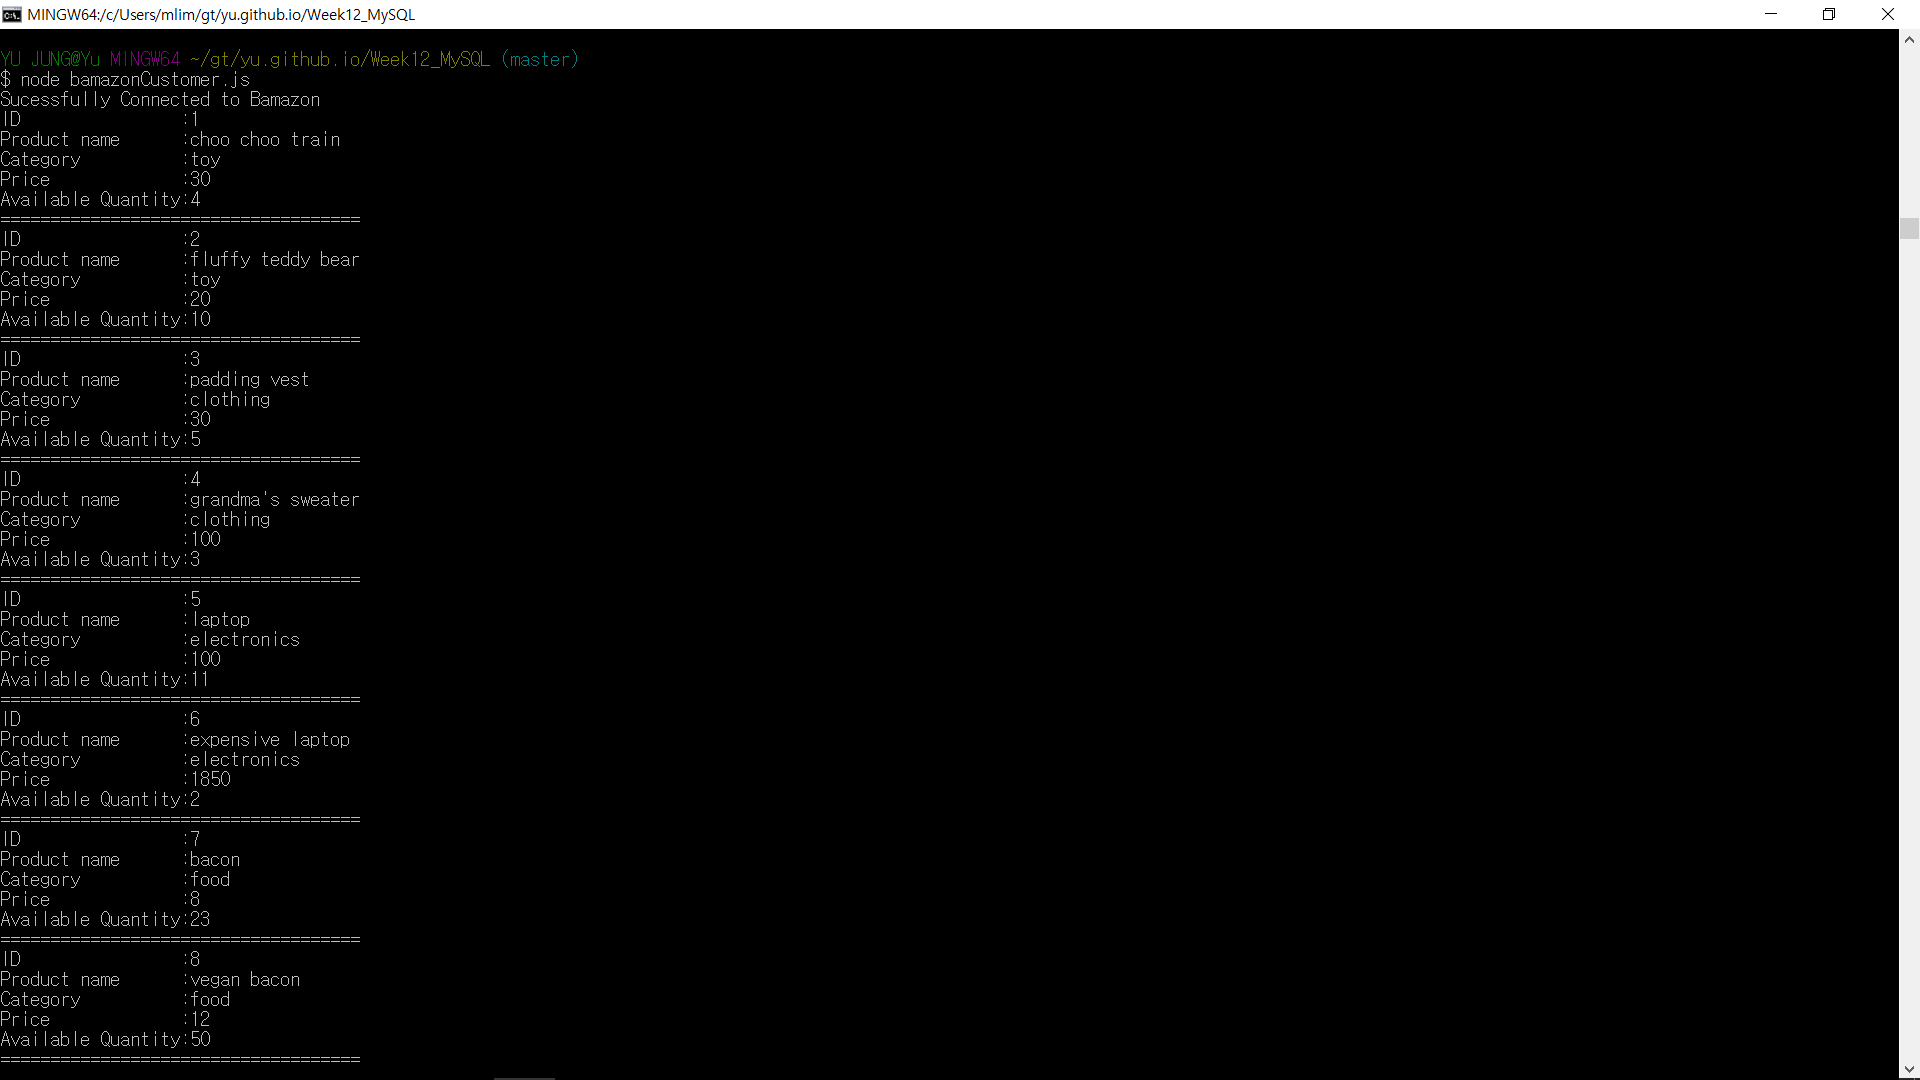 MINGW64:/c/Users/mlim/gt/yu.github.io/Week12_MySQL
YU JUNG@Yu MINGW64 ~/gt/yu.github.io/Week12_MySQL (master)
$ node bamazonCustomer.js
Sucessfully Connected to Bamazon
ID                :1
Product name      :choo choo train
Category          :toy
Price             :30
Available Quantity:4
====================================
ID                :2
Product name      :fluffy teddy bear
Category          :toy
Price             :20
Available Quantity:10
====================================
ID                :3
Product name      :padding vest
Category          :clothing
Price             :30
Available Quantity:5
====================================
ID                :4
Product name      :grandma's sweater
Category          :clothing
Price             :100
Available Quantity:3
====================================
ID                :5
Product name      :laptop
Category          :electronics
Price             :100
Available Quantity:11
====================================
ID                :6
Product name      :expensive laptop
Category          :electronics
Price             :1850
Available Quantity:2
====================================
ID                :7
Product name      :bacon
Category          :food
Price             :8
Available Quantity:23
====================================
ID                :8
Product name      :vegan bacon
Category          :food
Price             :12
Available Quantity:50
====================================